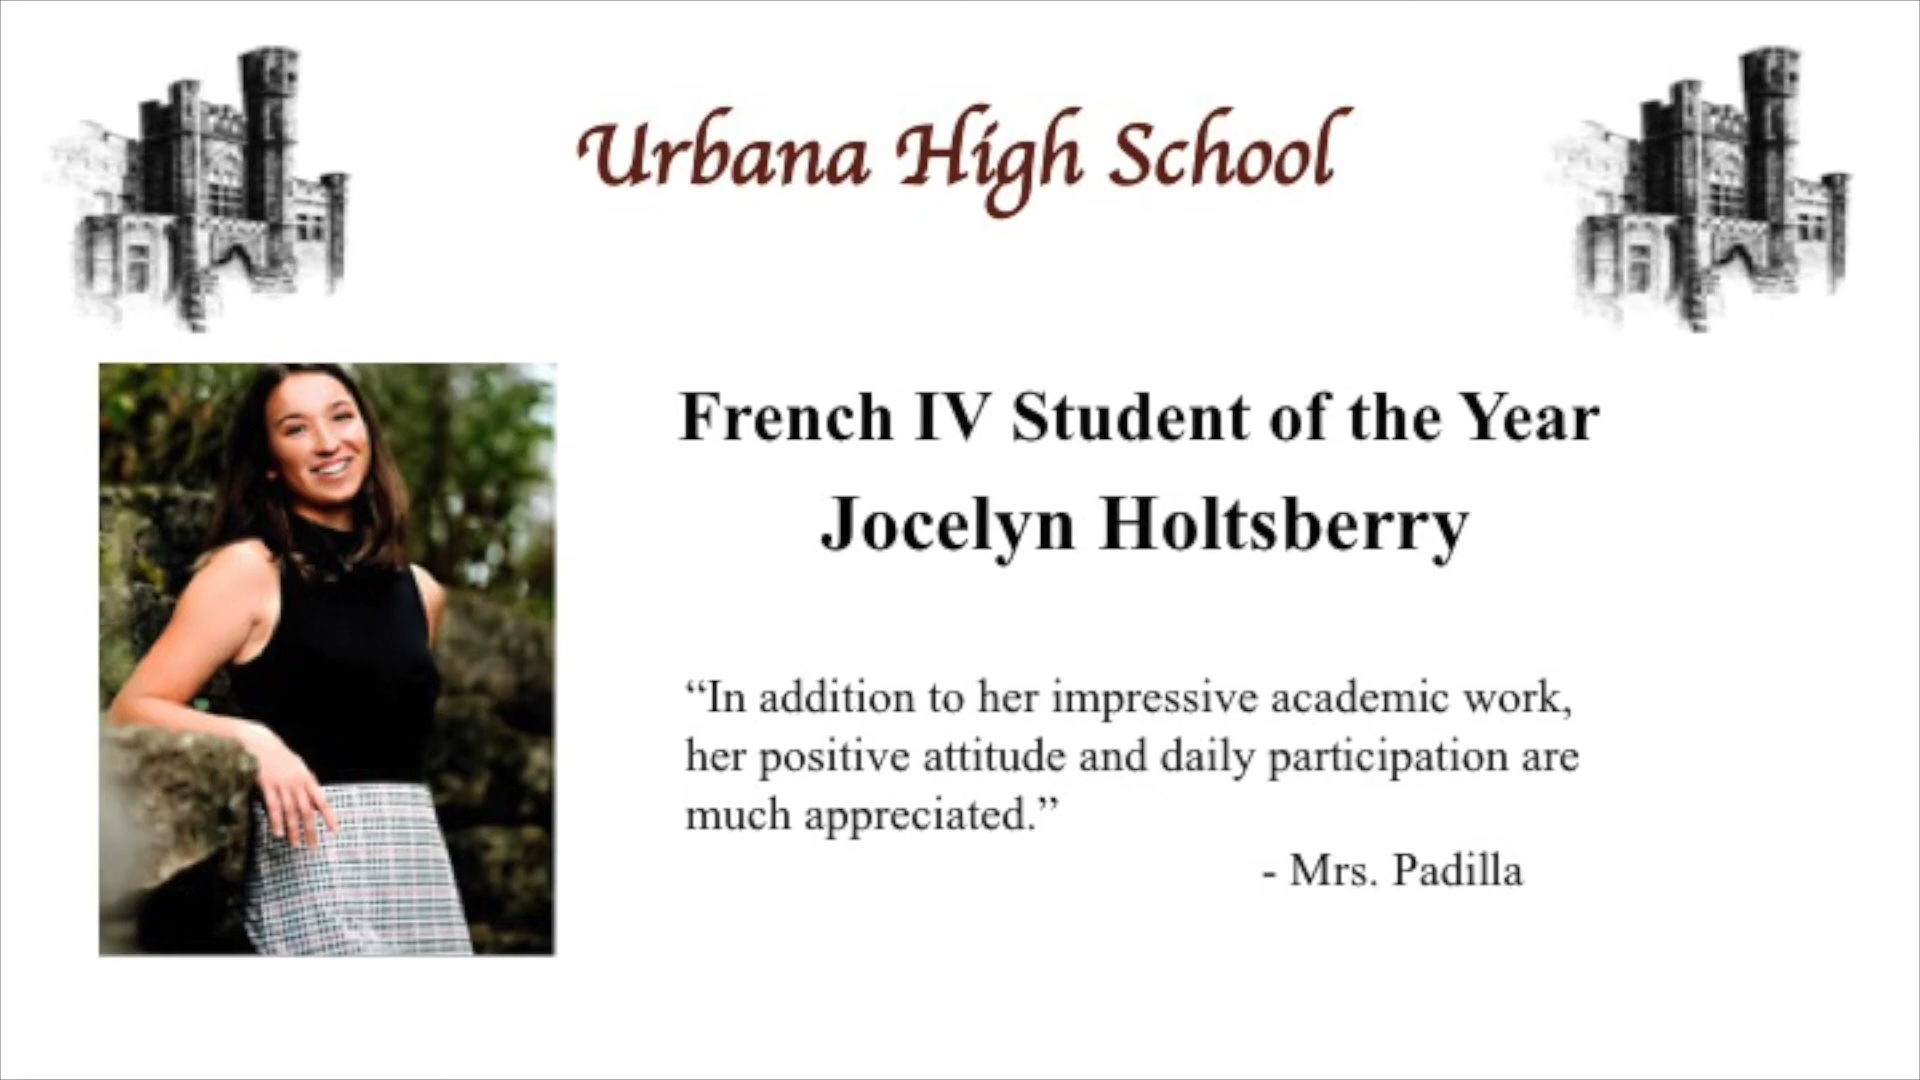 Urbana High School
French IV Student of the Year
Jocelyn Holtsberry
“In addition to her impressive academic work,
her positive attitude and daily participation are
much appreciated.”
- Mrs. Padilla